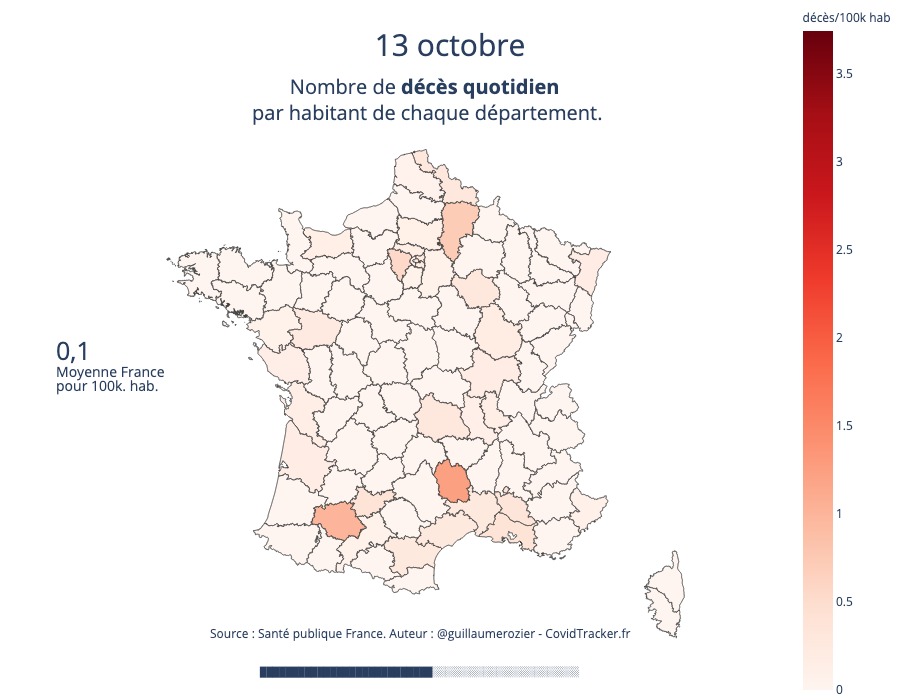 13 octobre
Nombre de décès quotidien
par habitant de chaque département.
décès/100k hab
3.5
3
2.5
2
1.5
1
0.5
0
0,1
Moyenne France
pour 100k. hab.
Source : Santé publique France. Auteur : @guillaumerozier - CovidTracker.fr